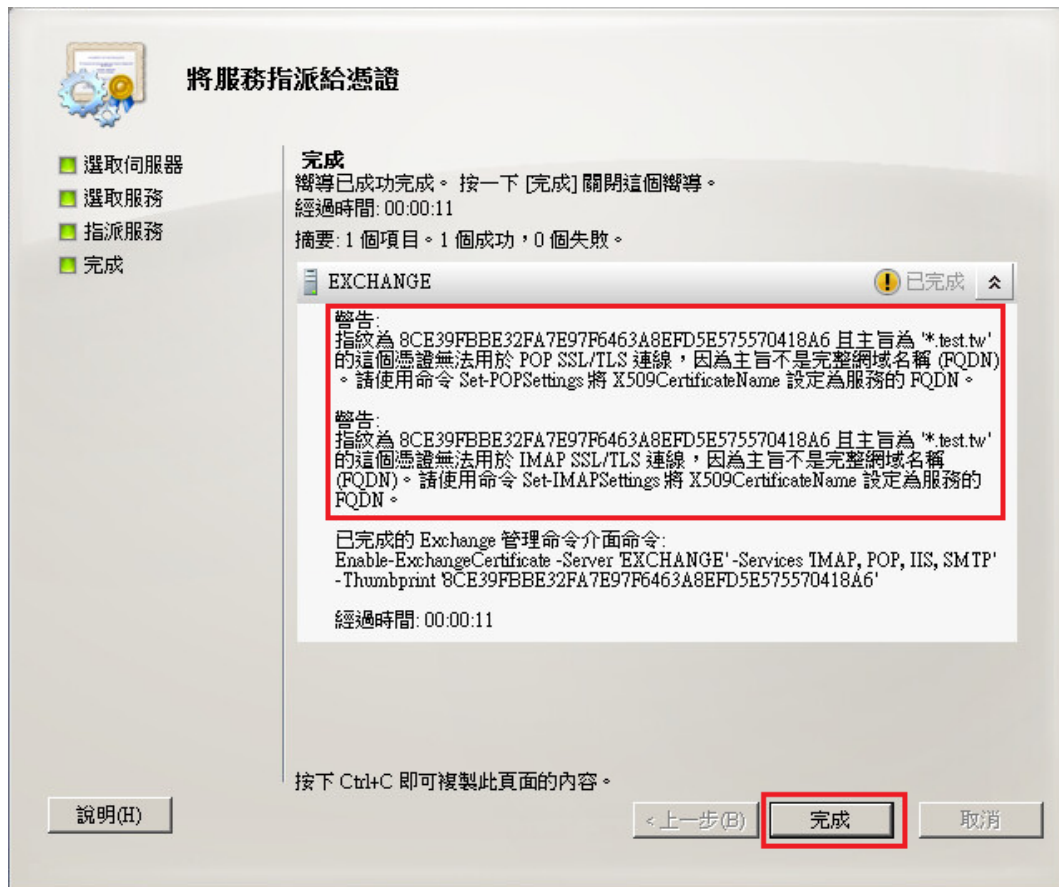 將服務指派給憑證
選取伺服器
選取服務
指派服務
完成
完成
嚮導已成功完成。 按一下 [完成] 關閉這個嚮導。
經過時間: 00:00:11
摘要: 1 個項目。1 個成功，0 個失敗。
EXCHANGE
已完成
警告:
指紋為 8CE39FBBE32FA7E97F6463A8EFD5E575570418A6 且主旨為 '*.test.tw'
的這個憑證無法用於 POP SSL/TLS 連線，因為主旨不是完整網域名稱 (FQDN)
。請使用命令 Set-POPSettings 將 X509CertificateName 設定為服務的 FQDN。
警告:
指紋為 8CE39FBBE32FA7E97F6463A8EFD5E575570418A6 且主旨為 '*.test.tw'
的這個憑證無法用於 IMAP SSL/TLS 連線，因為主旨不是完整網域名稱
(FQDN)。請使用命令 Set-IMAPSettings 將 X509CertificateName 設定為服務的
FQDN。
已完成的 Exchange 管理命令介面命令:
Enable-ExchangeCertificate -Server 'EXCHANGE' -Services 'IMAP, POP, IIS, SMTP'
-Thumbprint '8CE39FBBE32FA7E97F6463A8EFD5E575570418A6'
經過時間: 00:00:11
按下 Ctrl+C 即可複製此頁面的內容。
說明(H)
< 上一步(B)
完成
取消